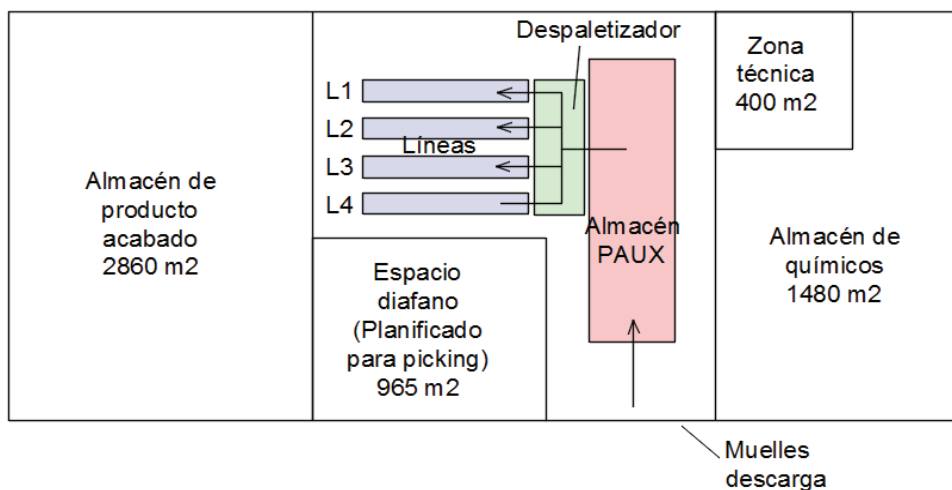 Despaletizador
Zona
técnica
400 m2
L1
L2
Líneas
L3
L4
Almacén de
producto
acabado
2860 m2
Almacén
PAUX
Almacén de
químicos
1480 m2
Espacio
diafano
(Planificado
para picking)
965 m2
Muelles
descarga